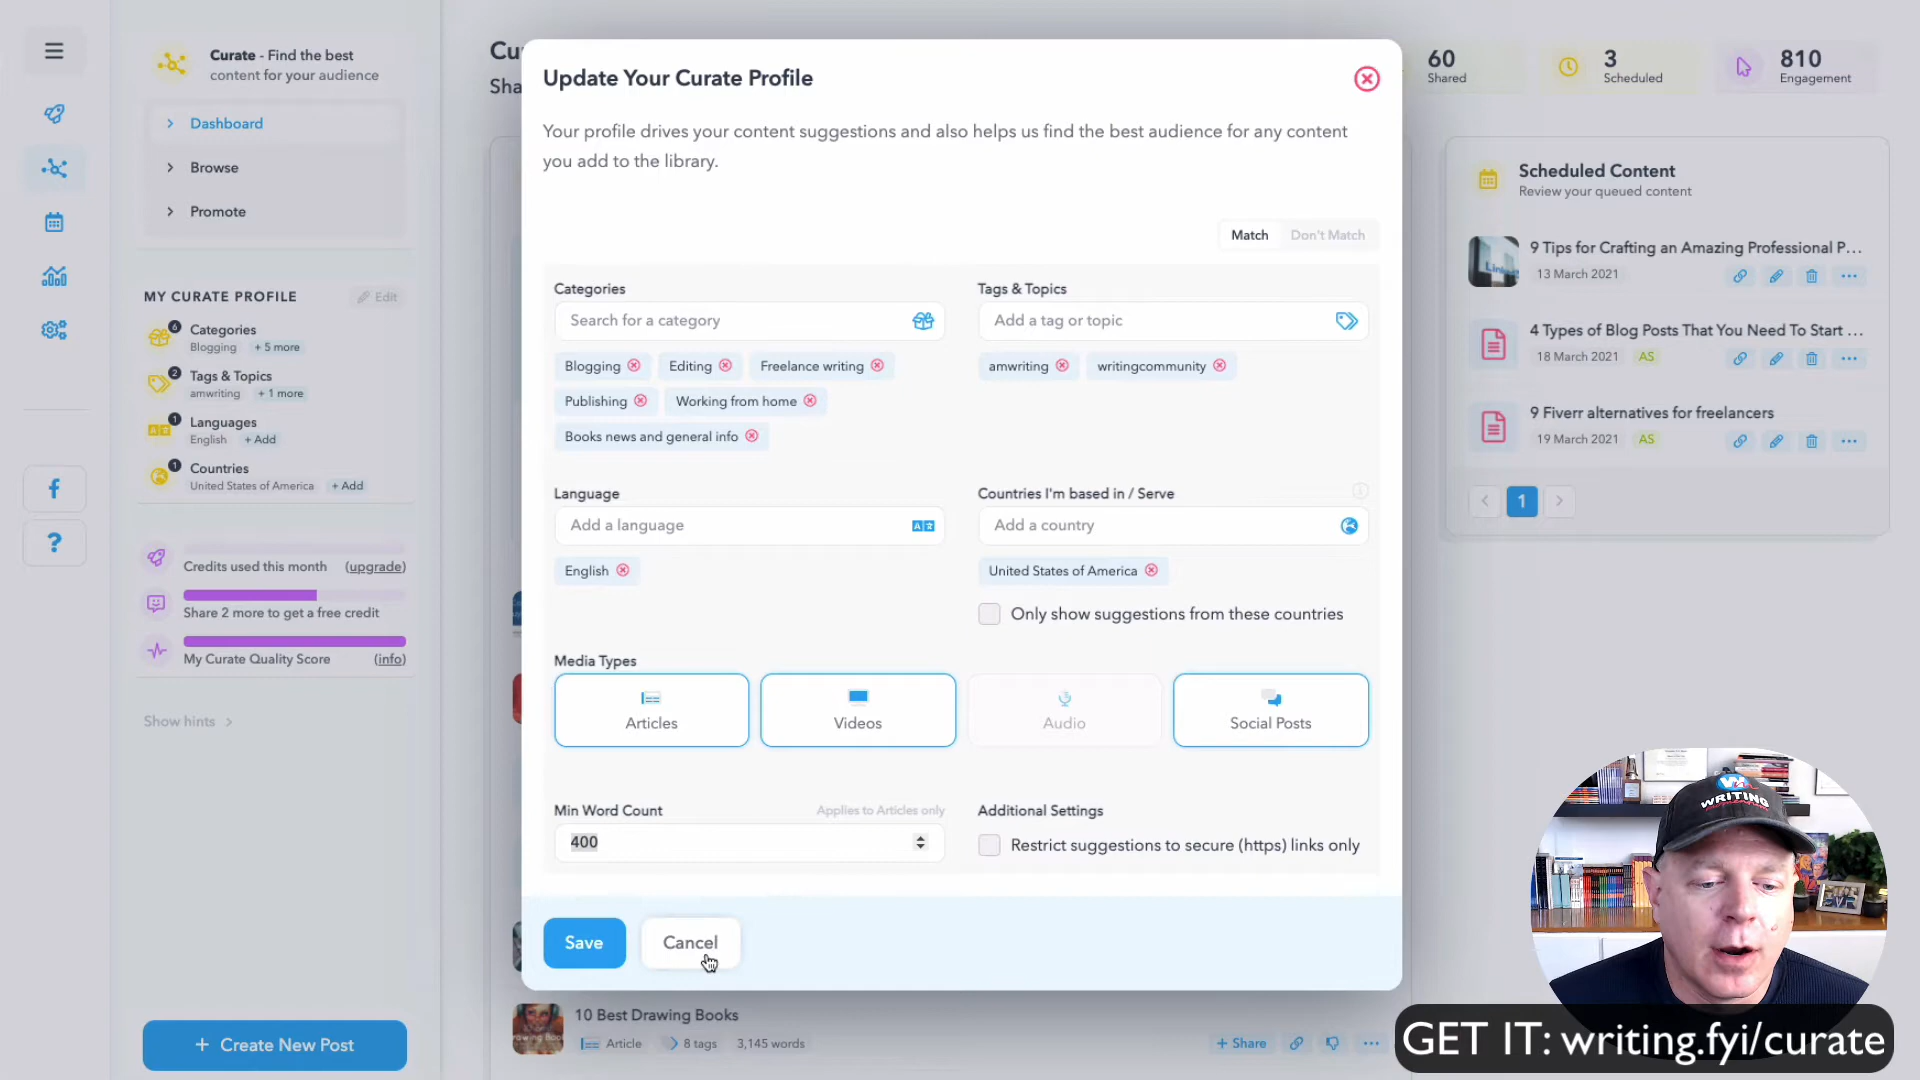 Curate - Find the best
content for your audience
Dashboard
Browse
Promote
MY CURATE PROFILE
Edit
6
Categories
Blogging + 5 more
2
Tags & Topics
amwriting + 1 more
1
Languages
English + Add
1
Countries
United States of America + Add
Credits used this month (upgrade)
Share 2 more to get a free credit
My Curate Quality Score (info)
Show hints
+ Create New Post
Cu
Sha
Update Your Curate Profile
Your profile drives your content suggestions and also helps us find the best audience for any content
you add to the library.
Match Don't Match
Categories
Search for a category
Blogging Editing Freelance writing
Publishing Working from home
Books news and general info
Tags & Topics
Add a tag or topic
amwriting writingcommunity
Language
Add a language
English
Countries I'm based in / Serve
Add a country
United States of America
Only show suggestions from these countries
Media Types
Articles Videos Audio Social Posts
Min Word Count Applies to Articles only
400
Additional Settings
Restrict suggestions to secure (https) links only
Save Cancel
10 Best Drawing Books
Article 8 tags 3,145 words + Share
60
Shared
3
Scheduled
810
Engagement
Scheduled Content
Review your queued content
9 Tips for Crafting an Amazing Professional P...
13 March 2021
4 Types of Blog Posts That You Need To Start ...
18 March 2021 AS
9 Fiverr alternatives for freelancers
19 March 2021 AS
1
WRITING
GET IT: writing.fyi/curate